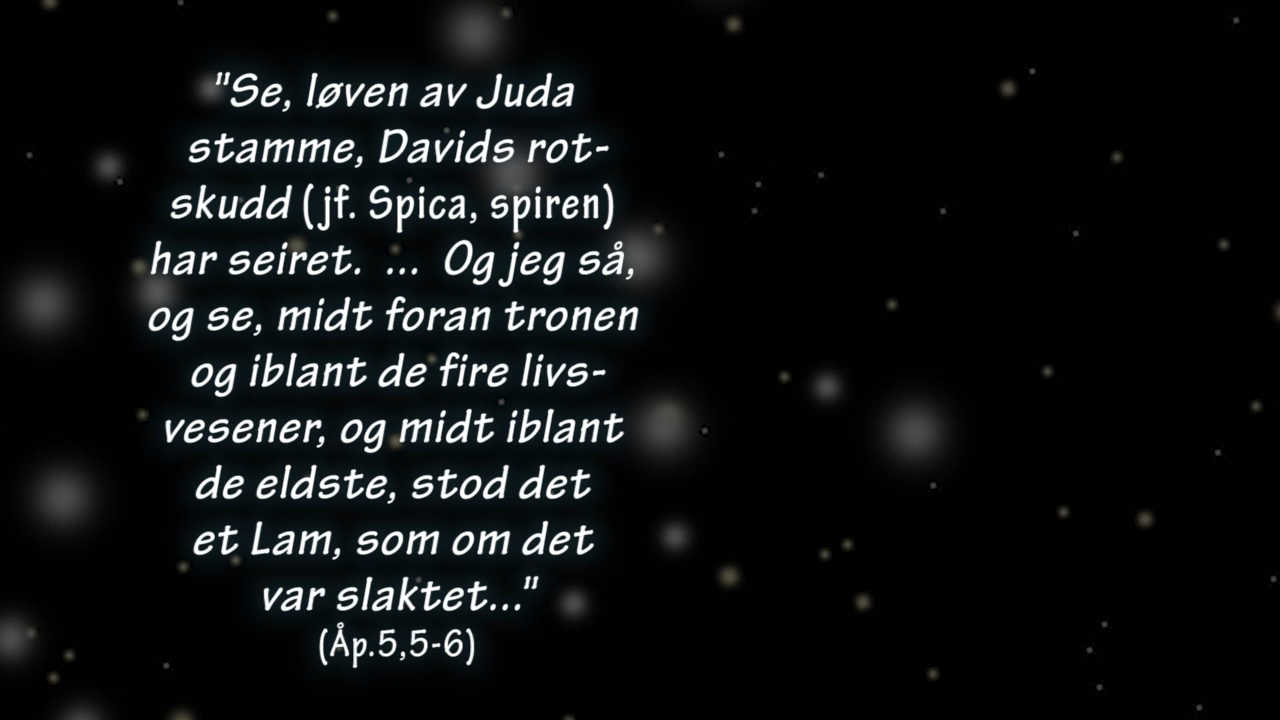 "Se, løven av Juda
stamme, Davids rot-
skudd (jf. Spica, spiren)
har seiret. ... Og jeg så,
og se, midt foran tronen
og iblant de fire livs-
vesener, og midt iblant
de eldste, stod det
et Lam, som om det
var slaktet..."
(Åp.5,5-6)